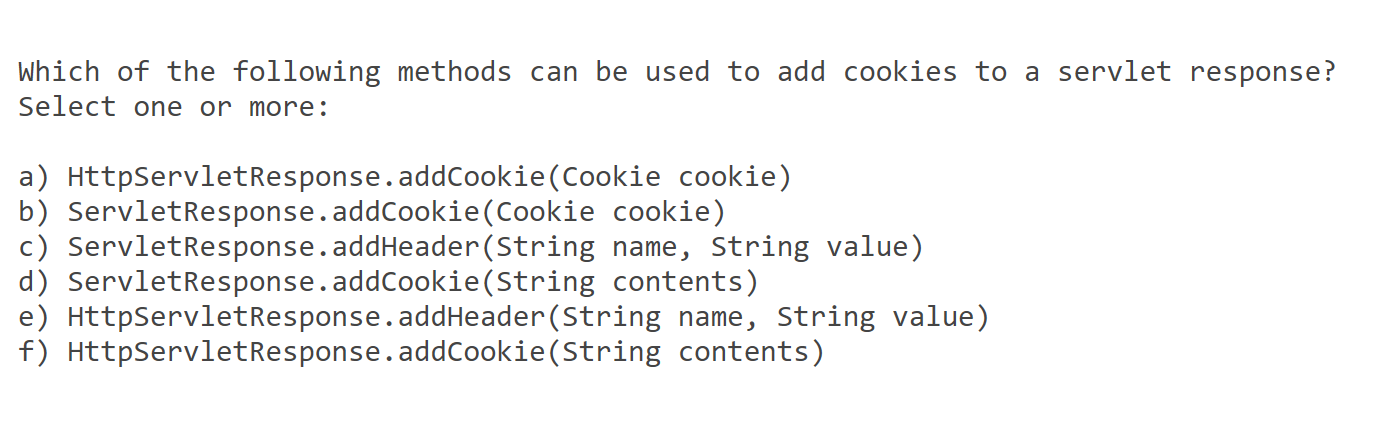 Which of the following methods can be used to add cookies to a servlet response?
Select one or more:
a) HttpServletResponse.addCookie(Cookie cookie)
b) ServletResponse.addCookie(Cookie cookie)
c) ServletResponse.addHeader(String name, String value)
d) ServletResponse.addCookie(String contents)
e) HttpServletResponse.addHeader(String name, String value)
f) HttpServletResponse.addCookie(String contents)